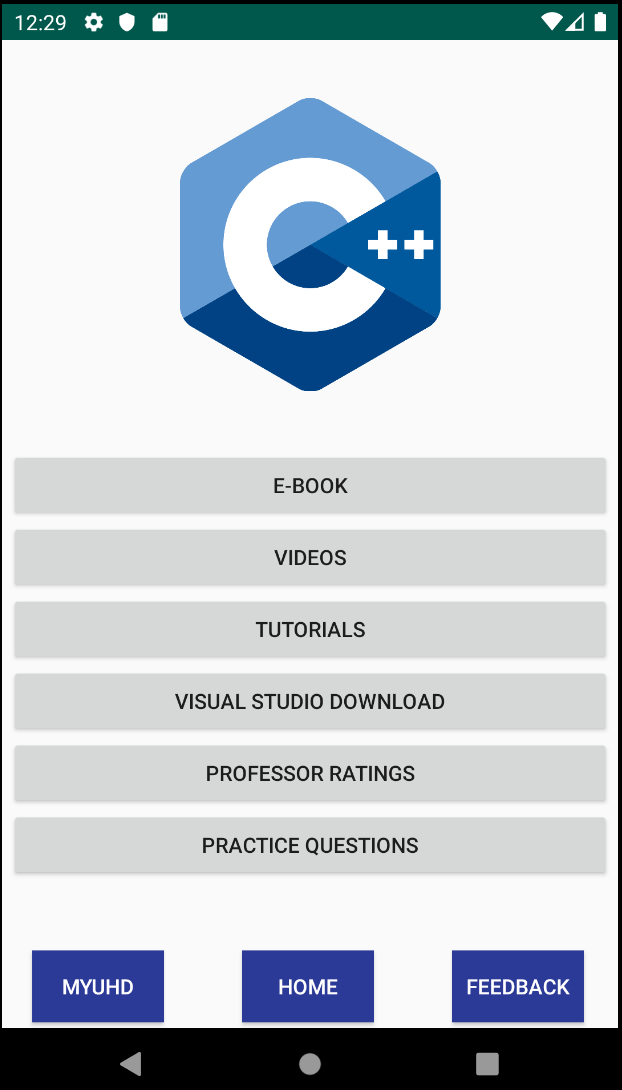 12:29
C++
E-BOOK
VIDEOS
TUTORIALS
VISUAL STUDIO DOWNLOAD
PROFESSOR RATINGS
PRACTICE QUESTIONS
MYUHD HOME FEEDBACK